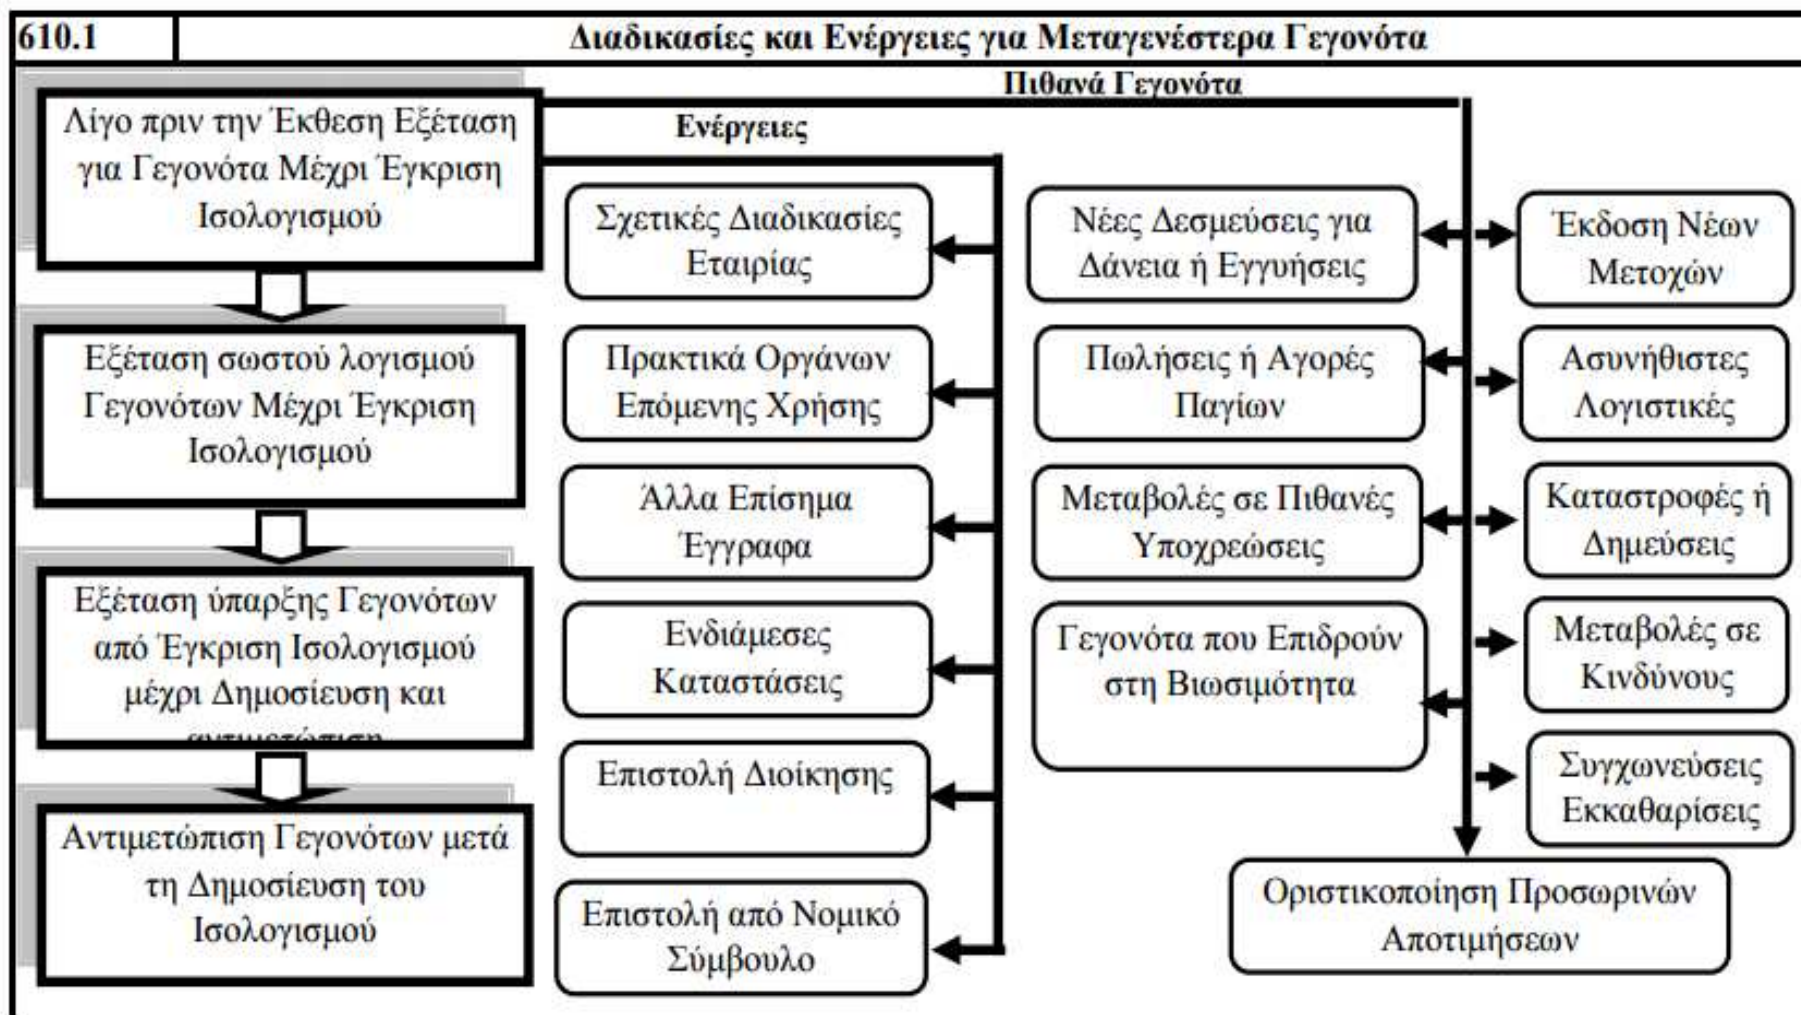 610.1
Διαδικασίες και Ενέργειες για Μεταγενέστερα Γεγονότα
Πιθανά Γεγονότα
Ενέργειες
Λίγο πριν την Έκθεση Εξέταση
για Γεγονότα Μέχρι Έγκριση
Ισολογισμού
Εξέταση σωστού λογισμού
Γεγονότων Μέχρι Έγκριση
Ισολογισμού
Εξέταση ύπαρξης Γεγονότων
από Έγκριση Ισολογισμού
μέχρι Δημοσίευση και
αντιμετώπιση
Αντιμετώπιση Γεγονότων μετά
τη Δημοσίευση του
Ισολογισμού
Σχετικές Διαδικασίες
Εταιρίας
Πρακτικά Οργάνων
Επόμενης Χρήσης
Άλλα Επίσημα
Έγγραφα
Ενδιάμεσες
Καταστάσεις
Επιστολή Διοίκησης
Επιστολή από Νομικό
Σύμβουλο
Νέες Δεσμεύσεις για
Δάνεια ή Εγγυήσεις
Πωλήσεις ή Αγορές
Παγίων
Μεταβολές σε Πιθανές
Υποχρεώσεις
Γεγονότα που Επιδρούν
στη Βιωσιμότητα
Έκδοση Νέων
Μετοχών
Ασυνήθιστες
Λογιστικές
Καταστροφές ή
Δημεύσεις
Μεταβολές σε
Κινδύνους
Συγχωνεύσεις
Εκκαθαρίσεις
Οριστικοποίηση Προσωρινών
Αποτιμήσεων